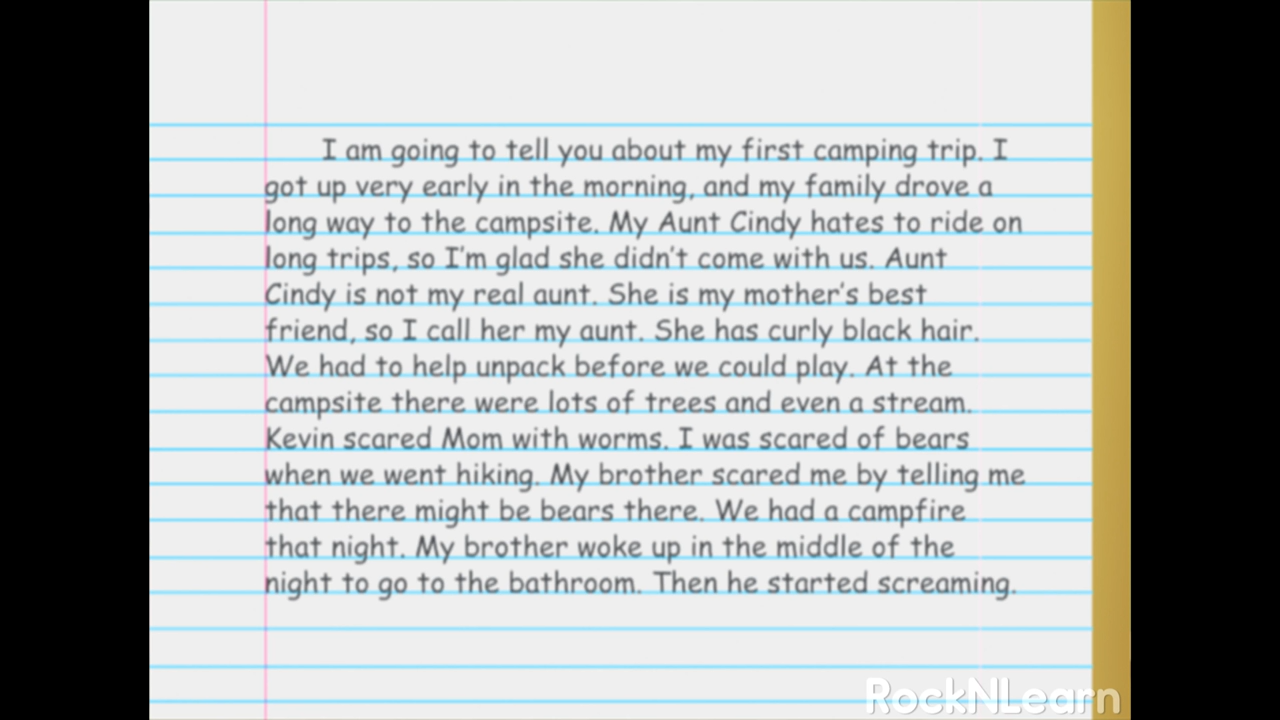 I am going to tell you about my first camping trip. I
got up very early in the morning, and my family drove a
long way to the campsite. My Aunt Cindy hates to ride on
long trips, so I'm glad she didn't come with us. Aunt
Cindy is not my real aunt. She is my mother's best
friend, so I call her my aunt. She has curly black hair.
We had to help unpack before we could play. At the
campsite there were lots of trees and even a stream.
Kevin scared Mom with worms. I was scared of bears
when we went hiking. My brother scared me by telling me
that there might be bears there. We had a campfire
that night. My brother woke up in the middle of the
night to go to the bathroom. Then he started screaming.
RockNLearn